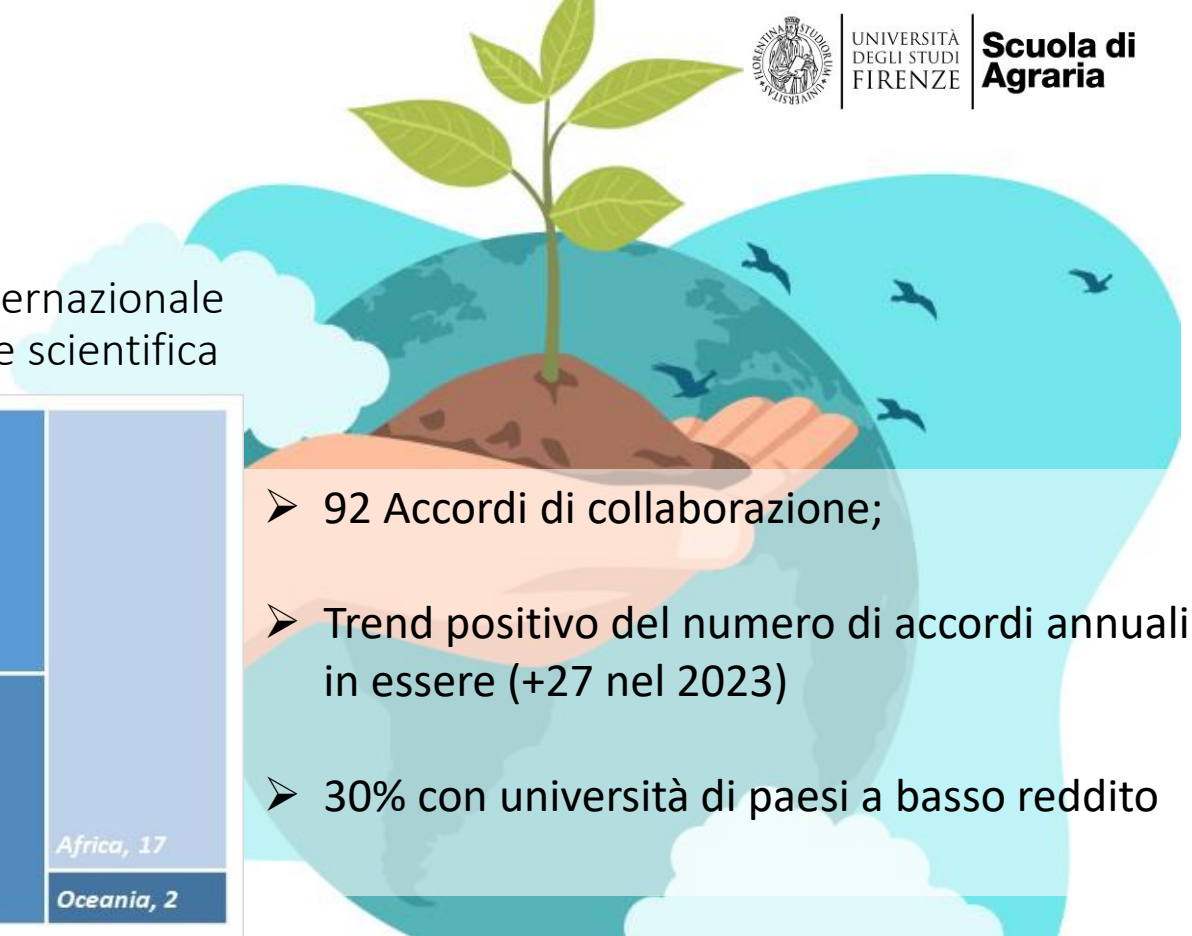 UNIVERSITÀ
DEGLI STUDI
FIRENZE
Scuola di
Agraria
ernazionale
e scientifica
➢ 92 Accordi di collaborazione;
➢ Trend positivo del numero di accordi annuali
in essere (+27 nel 2023)
➢ 30% con università di paesi a basso reddito
Africa, 17
Oceania, 2